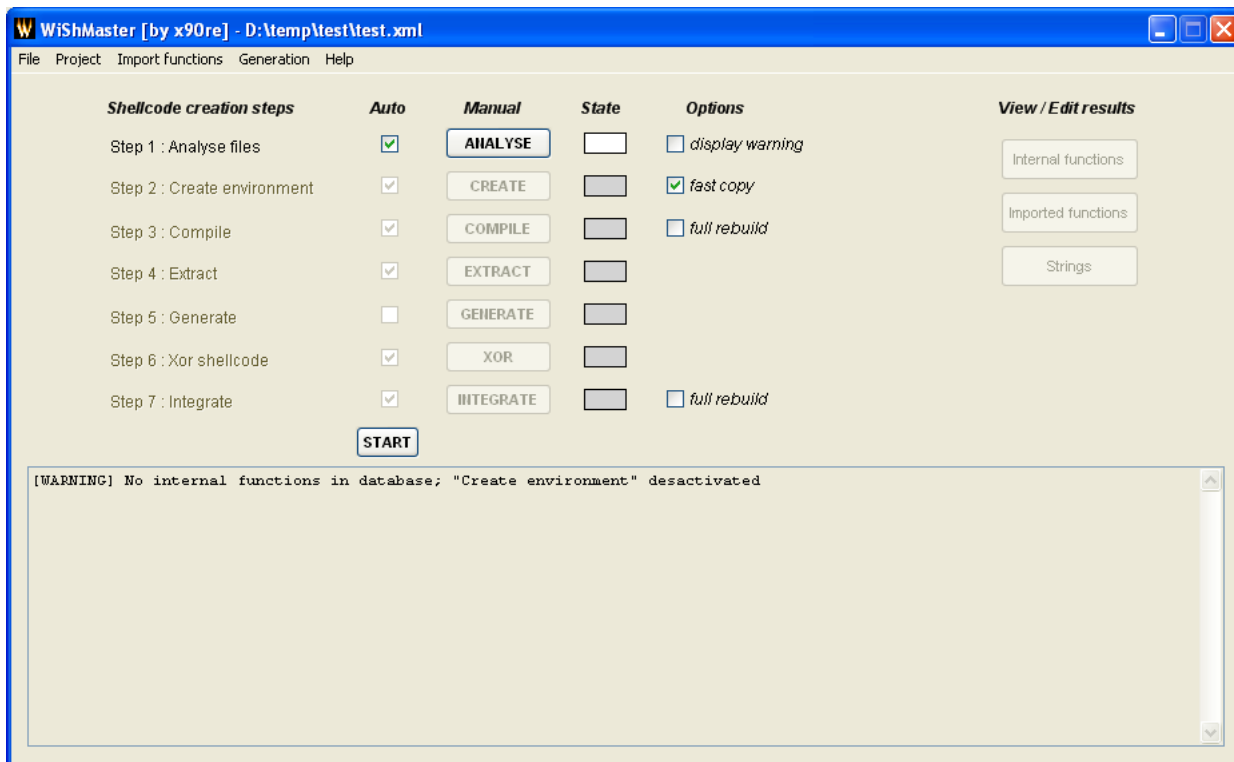 WiShMaster [by x90re] - D:\temp\test\test.xml
File Project Import functions Generation Help
Shellcode creation steps Auto Manual State Options View / Edit results
Step 1 : Analyse files ANALYSE display warning
Internal functions
Step 2 : Create environment CREATE fast copy
Imported functions
Step 3 : Compile COMPILE full rebuild
Step 4 : Extract EXTRACT
Strings
Step 5 : Generate GENERATE
Step 6 : Xor shellcode XOR
Step 7 : Integrate INTEGRATE full rebuild
START
[WARNING] No internal functions in database; "Create environment" desactivated